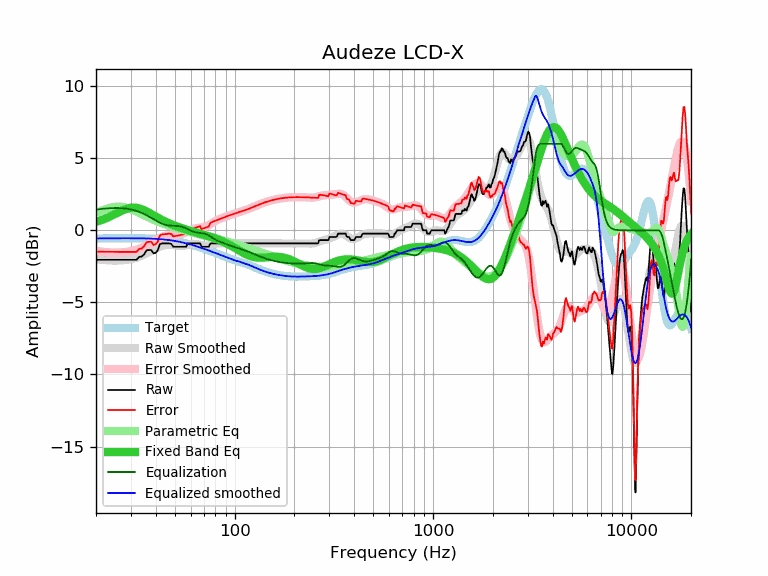 Audeze LCD-X
10
5
0
−5
−10
−15
Amplitude (dBr)
Target
Raw Smoothed
Error Smoothed
Raw
Error
Parametric Eq
Fixed Band Eq
Equalization
Equalized smoothed
100 1000 10000
Frequency (Hz)